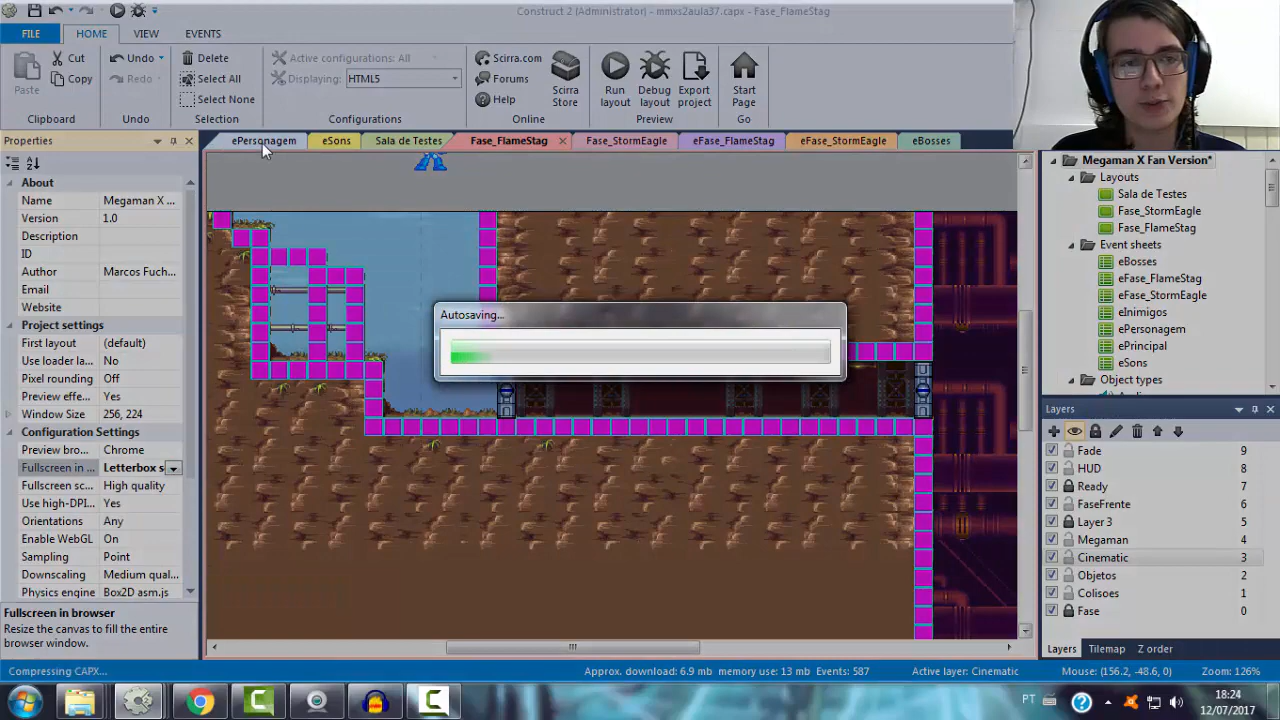 Construct 2 (Administrator) - mmxs2aula37.capx - Fase_FlameStag
FILE HOME VIEW EVENTS
Paste Cut Copy
Clipboard
Undo Redo
Undo
Delete
Select All
Select None
Selection
Active configurations: All
Displaying: HTML5
Configurations
Scirra.com
Forums
Help
Scirra Store
Online
Run layout
Debug layout
Export project
Preview
Start Page
Go
Properties
ePersonagem eSons Sala de Testes Fase_FlameStag Fase_StormEagle eFase_FlameStag eFase_StormEagle eBosses
About
Name Megaman X ...
Version 1.0
Description
ID
Author Marcos Fuch...
Email
Website
Project settings
First layout (default)
Use loader la... No
Pixel rounding Off
Preview effe... Yes
Window Size 256, 224
Configuration Settings
Preview bro... Chrome
Fullscreen in ... Letterbox s
Fullscreen sc... High quality
Use high-DPI... Yes
Orientations Any
Enable WebGL On
Sampling Point
Downscaling Medium qual...
Physics engine Box2D asm.js
Fullscreen in browser
Resize the canvas to fill the entire
browser window.
Autosaving...
Megaman X Fan Version*
Layouts
Sala de Testes
Fase_StormEagle
Fase_FlameStag
Event sheets
eBosses
eFase_FlameStag
eFase_StormEagle
eInimigos
ePersonagem
ePrincipal
eSons
Object types
Layers
Fade 9
HUD 8
Ready 7
FaseFrente 6
Layer 3 5
Megaman 4
Cinematic 3
Objetos 2
Colisoes 1
Fase 0
Layers Tilemap Z order
Compressing CAPX... Approx. download: 6.9 mb memory use: 13 mb Events: 587 Active layer: Cinematic Mouse: (156.2, -48.6, 0) Zoom: 126%
PT
18:24
12/07/2017